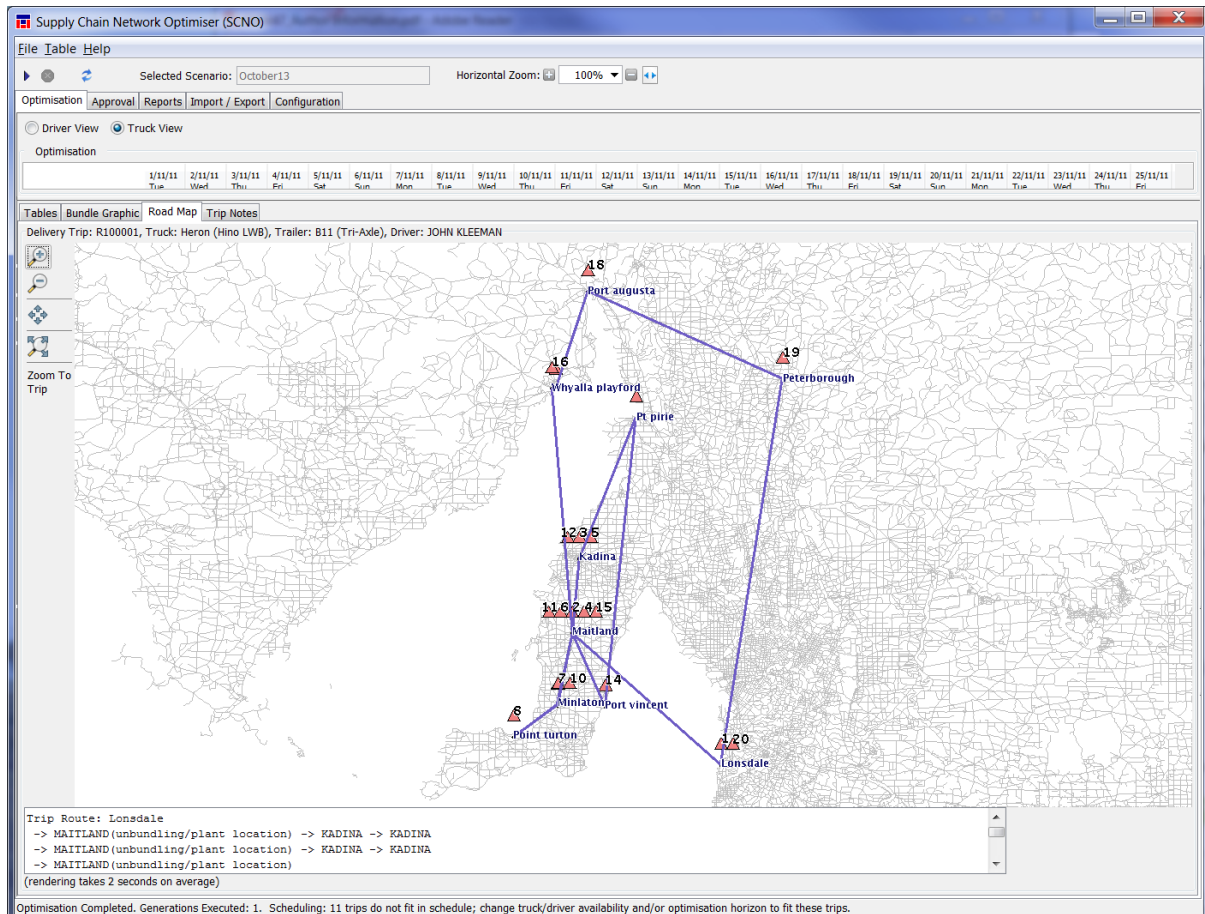 Supply Chain Network Optimiser (SCNO)
File Table Help
Selected Scenario: October13 Horizontal Zoom: 100%
Optimisation Approval Reports Import / Export Configuration
Driver View Truck View
Optimisation
1/11/11 2/11/11 3/11/11 4/11/11 5/11/11 6/11/11 7/11/11 8/11/11 9/11/11 10/11/11 11/11/11 12/11/11 13/11/11 14/11/11 15/11/11 16/11/11 17/11/11 18/11/11 19/11/11 20/11/11 21/11/11 22/11/11 23/11/11 24/11/11 25/11/11
Tue Wed Thu Fri Sat Sun Mon Tue Wed Thu Fri Sat Sun Mon Tue Wed Thu Fri Sat Sun Mon Tue Wed Thu Fri
Tables Bundle Graphic Road Map Trip Notes
Delivery Trip: R100001, Truck: Heron (Hino LWB), Trailer: B11 (Tri-Axle), Driver: JOHN KLEEMAN
18
Port augusta
19
Peterborough
16
Whyalla playford
Zoom To
Trip
Pt pirie
12 3 5
Kadina
11 6 2 4 15
Maitland
7 10 14
Minlaton Port vincent
Point turton
1 20
Lonsdale
Trip Route: Lonsdale
-> MAITLAND(unbundling/plant location) -> KADINA -> KADINA
-> MAITLAND(unbundling/plant location) -> KADINA -> KADINA
-> MAITLAND(unbundling/plant location)
(rendering takes 2 seconds on average)
Optimisation Completed. Generations Executed: 1. Scheduling: 11 trips do not fit in schedule; change truck/driver availability and/or optimisation horizon to fit these trips.